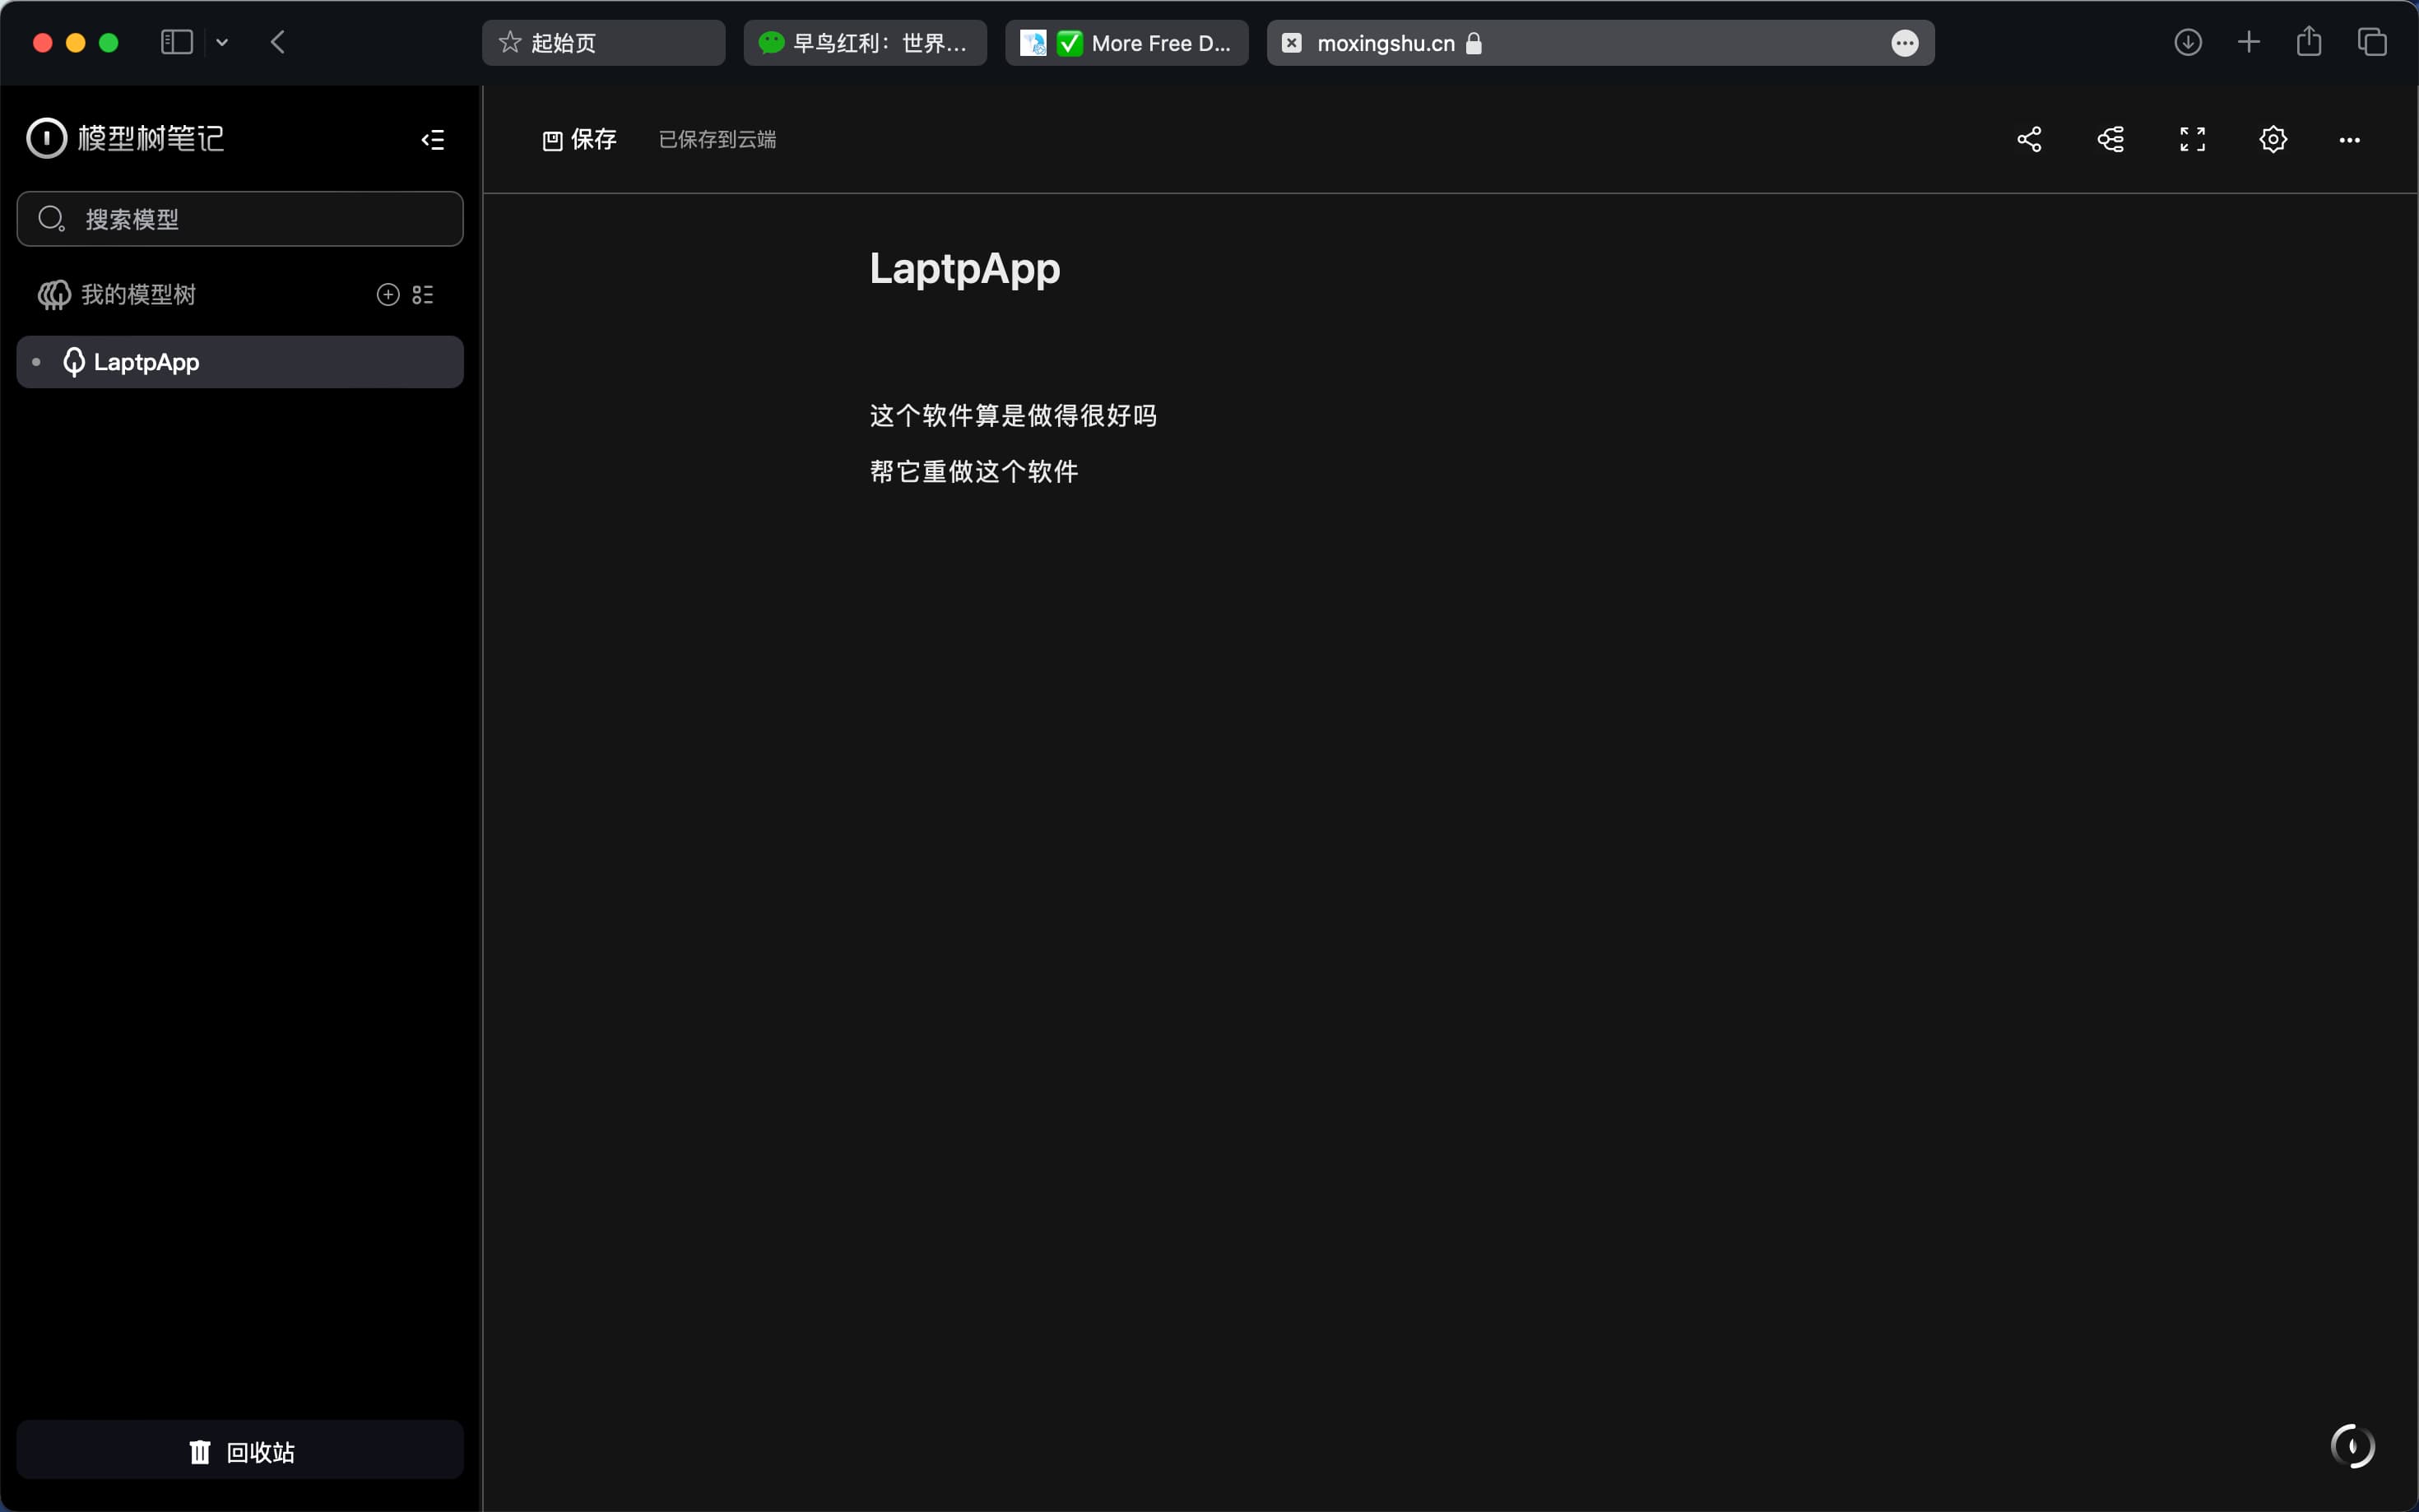 起始页
早鸟红利：世界...
✅ More Free D...
moxingshu.cn
模型树笔记
保存
已保存到云端
搜索模型
我的模型树
LaptpApp
LaptpApp
这个软件算是做得很好吗
帮它重做这个软件
回收站